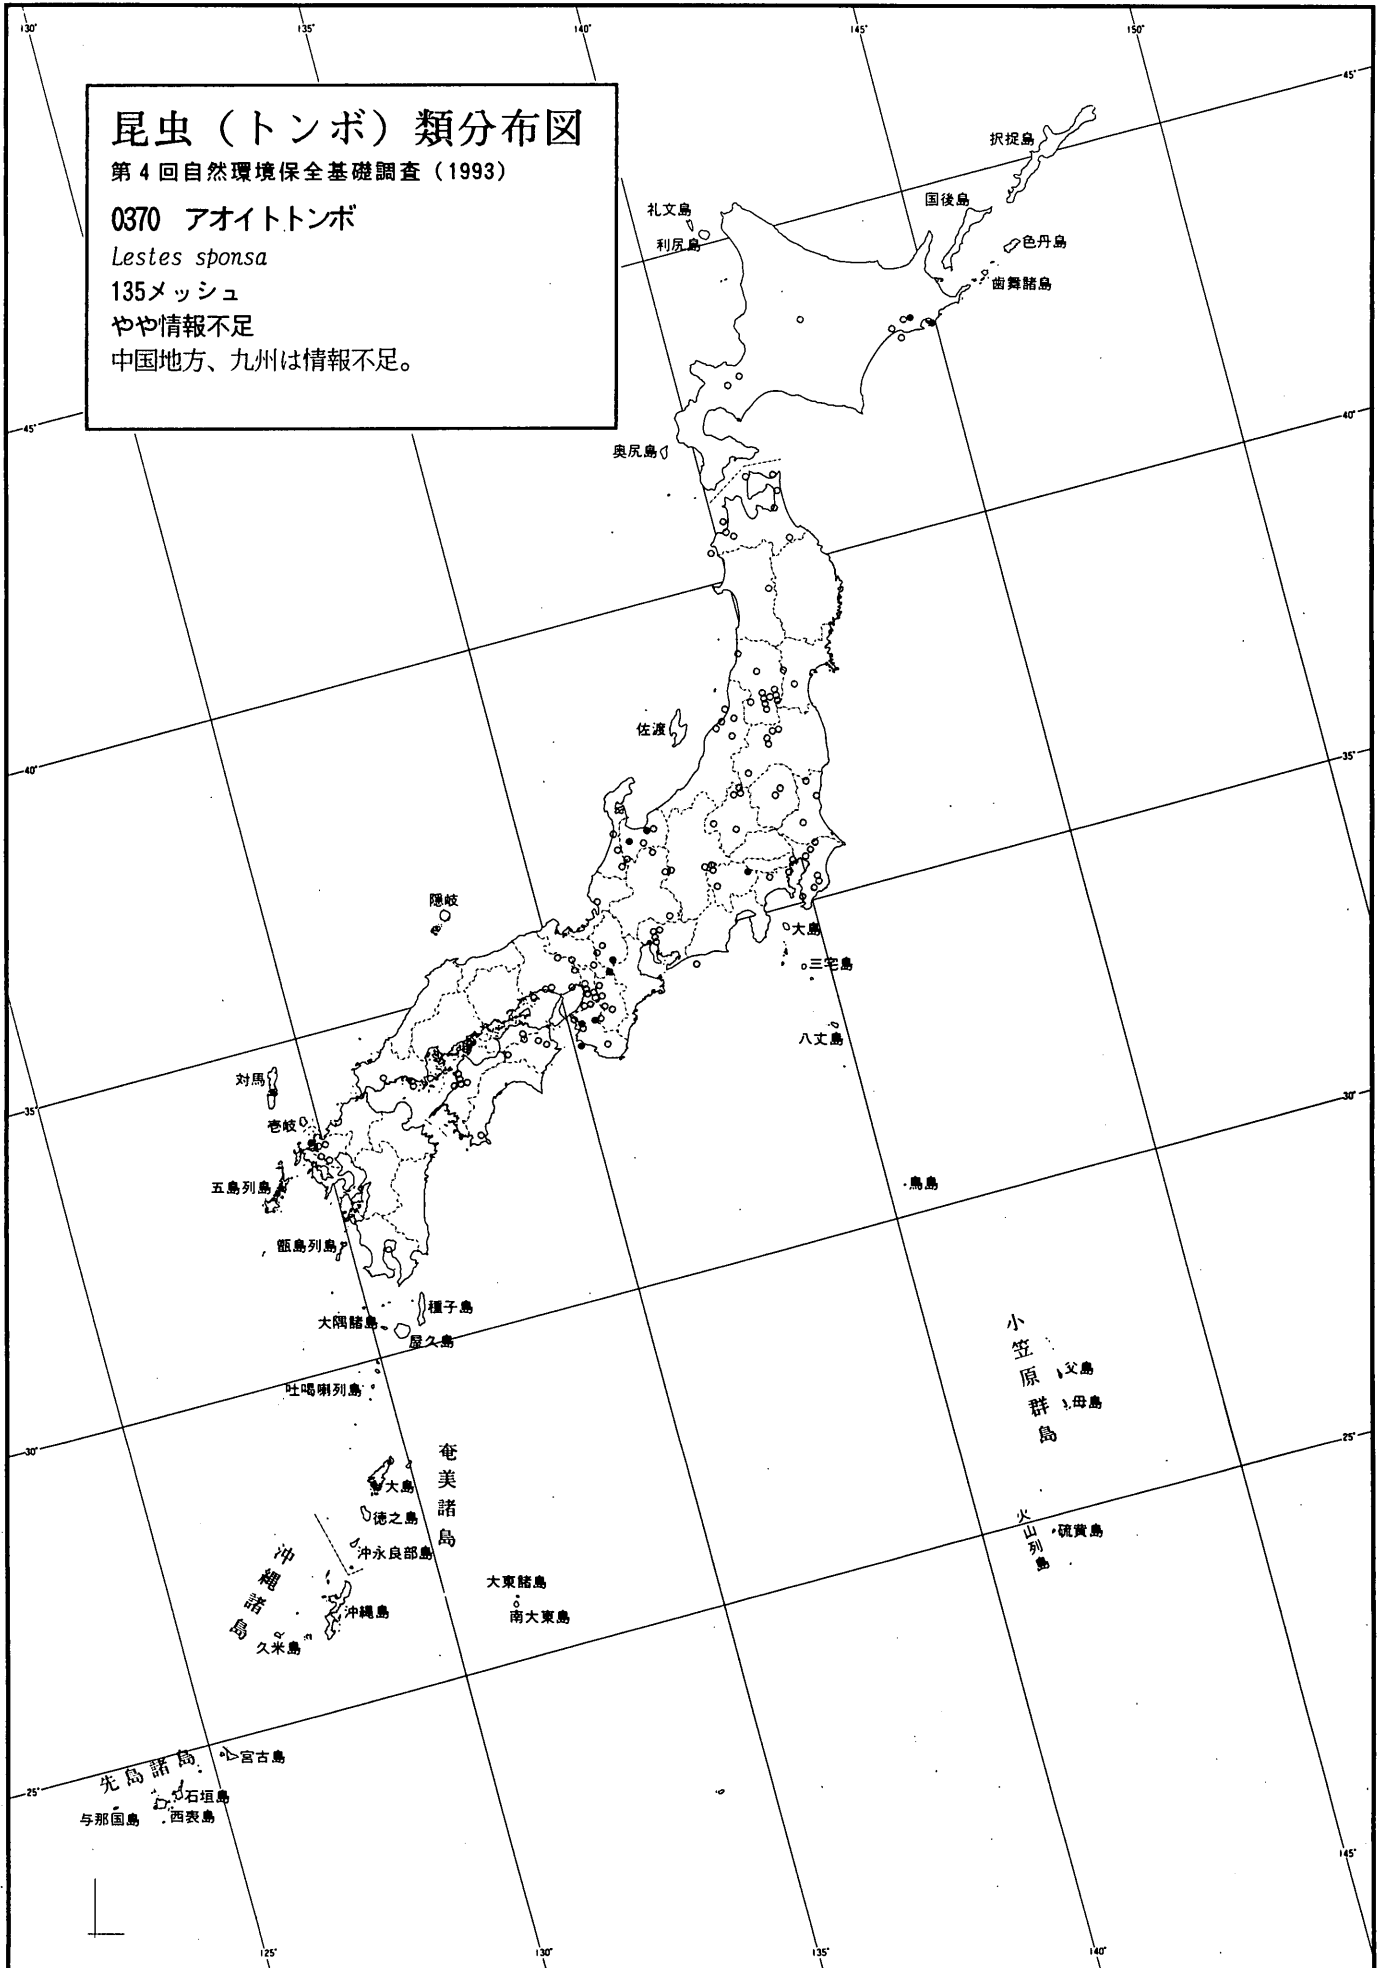 130°
135°
140°
145°
150°
昆虫（トンボ）類分布図
第4回自然環境保全基礎調査（1993）
0370 アオイトトンボ
Lestes sponsa
135メッシュ
やや情報不足
中国地方、九州は情報不足。
45°
択捉島
国後島
礼文島
利尻島
色丹島
歯舞諸島
45°
40°
奥尻島
佐渡
40°
35°
隠岐
大島
三宅島
八丈島
対馬
35°
壱岐
30°
五島列島
鳥島
甑島列島
種子島
大隅諸島
屋久島
小笠原群島
父島
吐喝喇列島
母島
30°
25°
奄美諸島
大島
徳之島
火山列島
硫黄島
沖永良部島
沖縄諸島
大東諸島
沖縄島
南大東島
久米島
先島諸島
宮古島
25°
石垣島
与那国島
西表島
145°
125°
130°
135°
140°